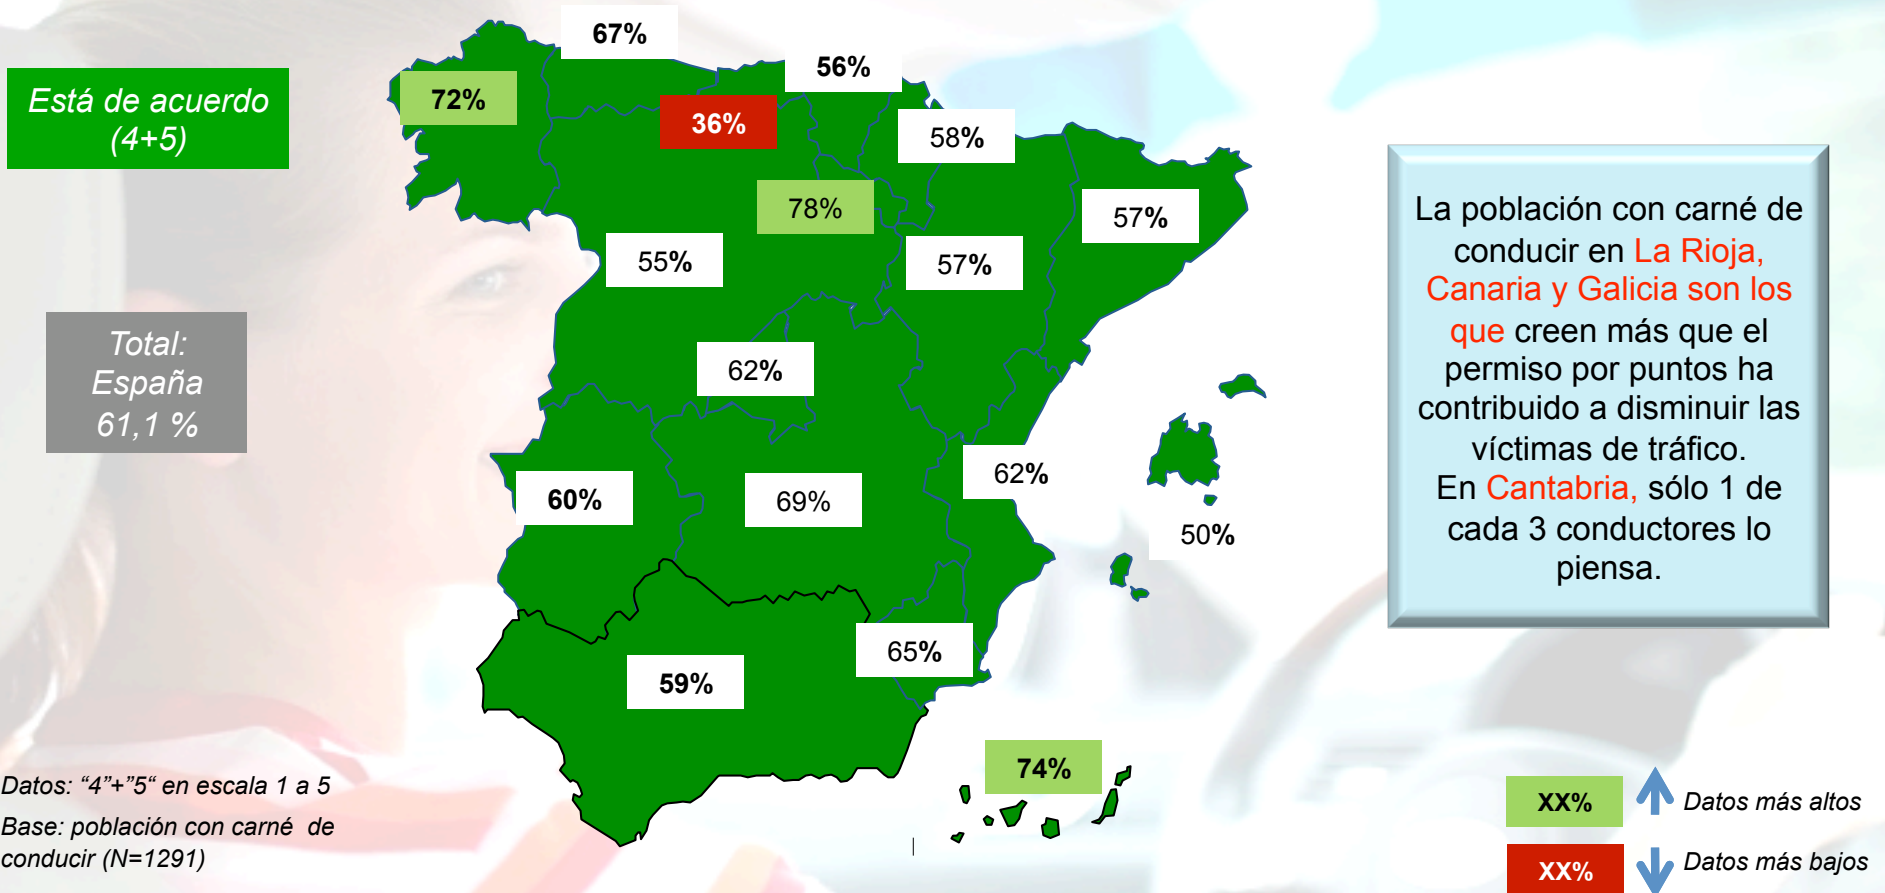 Está de acuerdo
(4+5)
Total:
España
61,1 %
67%
56%
72%
36%
58%
78%
57%
55%
57%
62%
62%
60%
69%
50%
65%
59%
74%
La población con carné de
conducir en La Rioja,
Canaria y Galicia son los
que creen más que el
permiso por puntos ha
contribuido a disminuir las
víctimas de tráfico.
En Cantabria, sólo 1 de
cada 3 conductores lo
piensa.
Datos: “4”+”5“ en escala 1 a 5
Base: población con carné de
conducir (N=1291)
XX% Datos más altos
XX% Datos más bajos